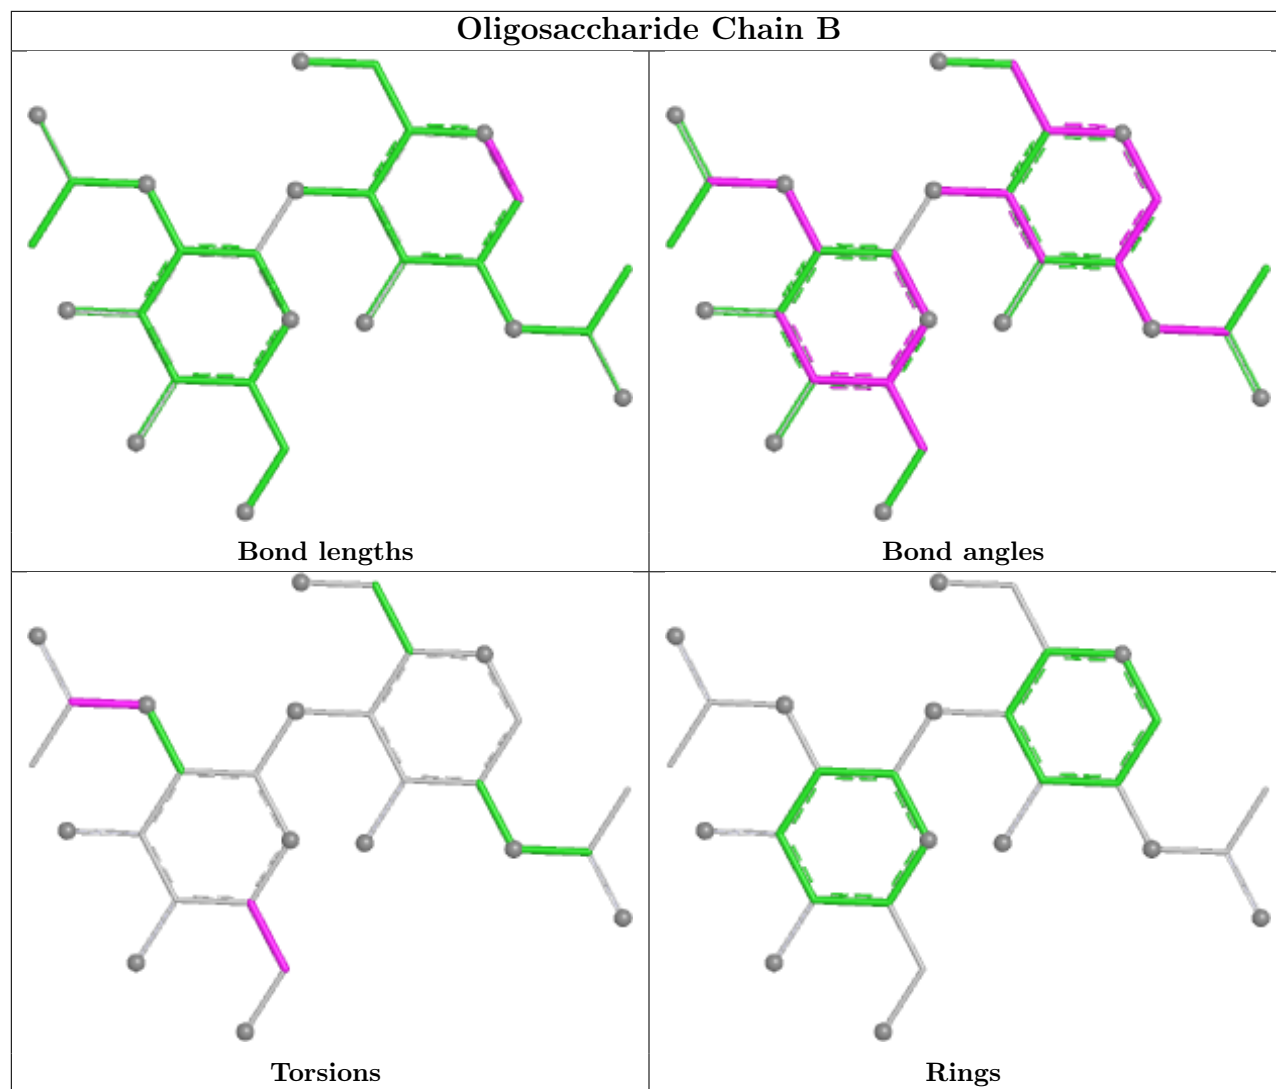 Oligosaccharide Chain B
Bond lengths
Bond angles
Torsions
Rings